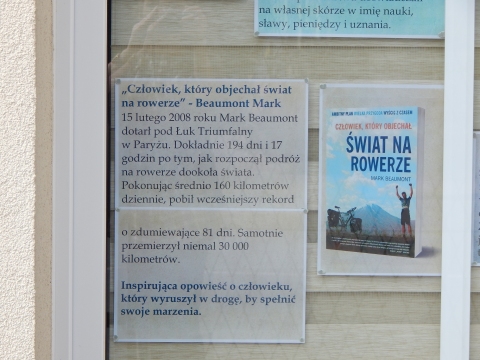 na własnej skórze w imię nauki,
sławy, pieniędzy i uznania.
„Człowiek, który objechał świat
na rowerze” - Beaumont Mark
15 lutego 2008 roku Mark Beaumont
dotarł pod Łuk Triumfalny
w Paryżu. Dokładnie 194 dni i 17
godzin po tym, jak rozpoczął podróż
na rowerze dookoła świata.
Pokonując średnio 160 kilometrów
dziennie, pobił wcześniejszy rekord
o zdumiewające 81 dni. Samotnie
przemierzył niemal 30 000
kilometrów.
Inspirująca opowieść o człowieku,
który wyruszył w drogę, by spełnić
swoje marzenia.
CZŁOWIEK, KTÓRY OBJECHAŁ
ŚWIAT NA
ROWERZE
MARK BEAUMONT